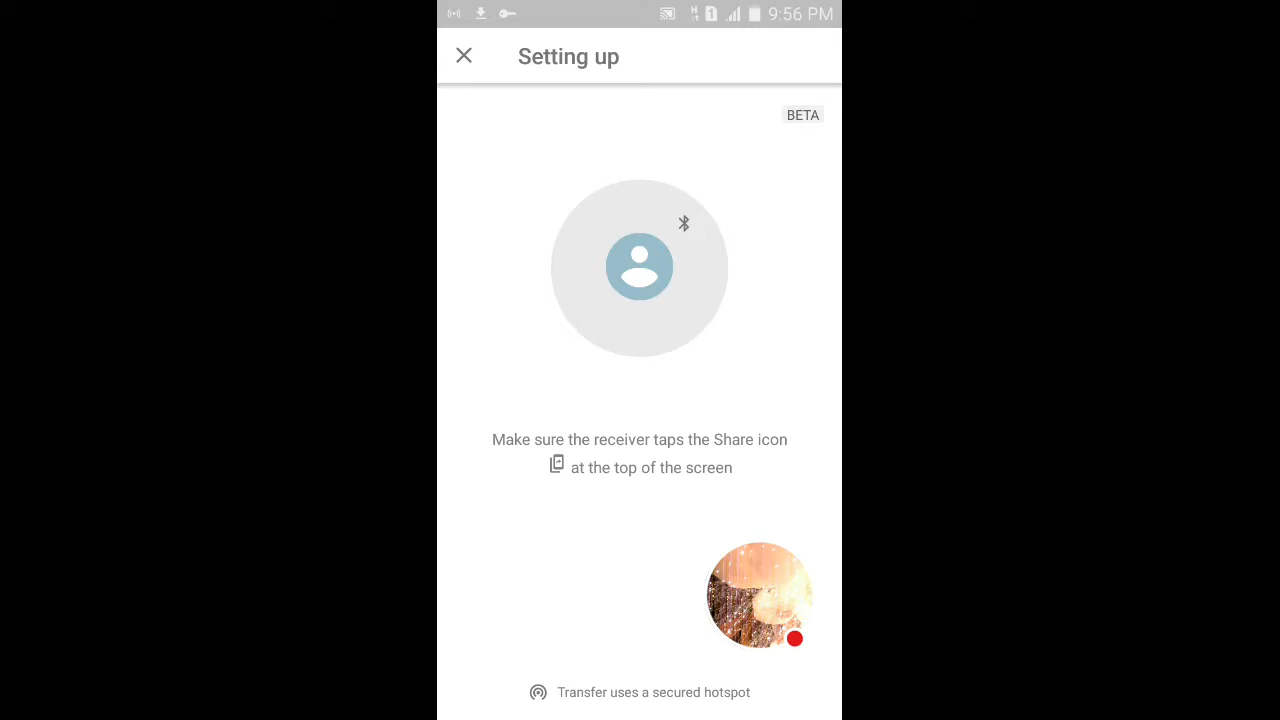 9:56 PM
Setting up
BETA
Make sure the receiver taps the Share icon
at the top of the screen
Transfer uses a secured hotspot